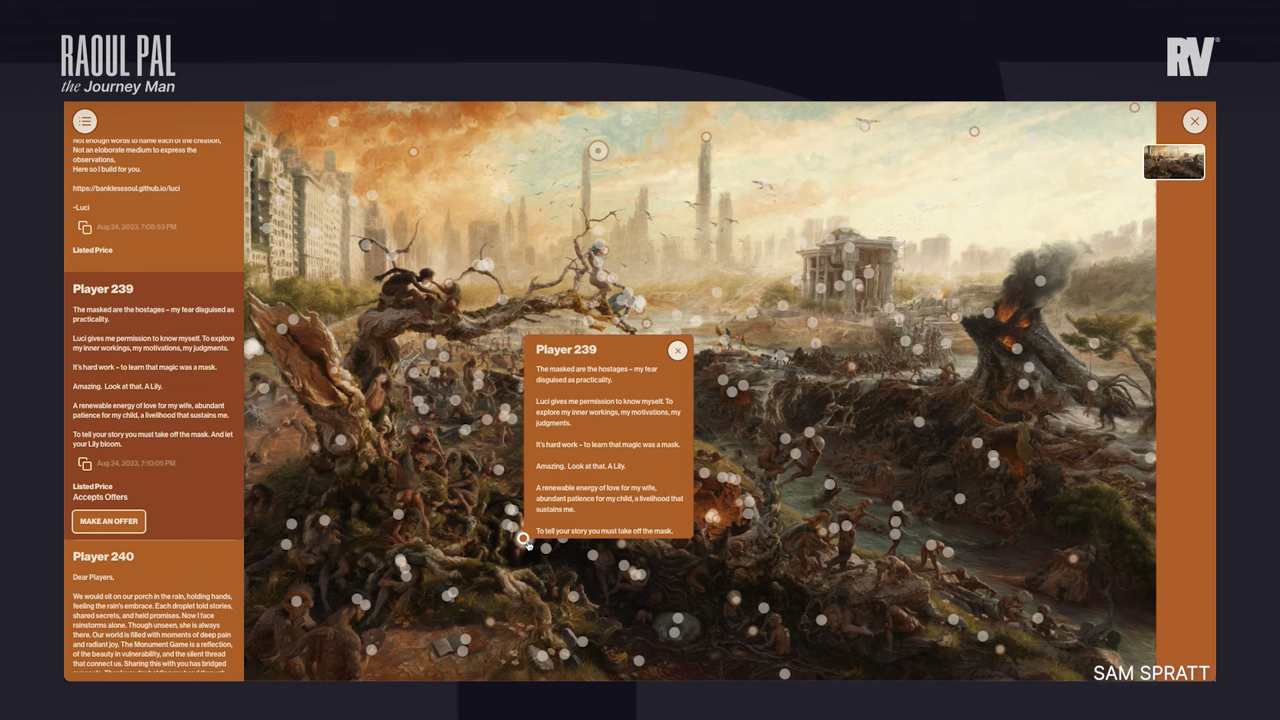 RAOUL PAL
the Journey Man
RV
Not enough words to name each of the creation,
Not an elaborate medium to express the
observations,
Here so I build for you.
https://banklesssoul.github.io/luci
-Luci
Aug 24, 2023, 7:08:53 PM
Listed Price
Player 239
The masked are the hostages – my fear disguised as
practicality.
Luci gives me permission to know myself. To explore
my inner workings, my motivations, my judgments.
It's hard work – to learn that magic was a mask.
Amazing. Look at that. A Lily.
A renewable energy of love for my wife, abundant
patience for my child, a livelihood that sustains me.
To tell your story you must take off the mask. And let
your Lily bloom.
Aug 24, 2023, 7:10:05 PM
Listed Price
Accepts Offers
MAKE AN OFFER
Player 240
Dear Players,
We would sit on our porch in the rain, holding hands,
feeling the rain's embrace. Each droplet told stories,
shared secrets, and held promises. Now I face
rainstorms alone. Though unseen, she is always
there. Our world is filled with moments of deep pain
and radiant joy. The Monument Game is a reflection,
of the beauty in vulnerability, and the silent thread
that connect us. Sharing this with you has bridged
Player 239
The masked are the hostages – my fear
disguised as practicality.
Luci gives me permission to know myself. To
explore my inner workings, my motivations, my
judgments.
It's hard work – to learn that magic was a mask.
Amazing. Look at that. A Lily.
A renewable energy of love for my wife,
abundant patience for my child, a livelihood that
sustains me.
To tell your story you must take off the mask.
SAM SPRATT